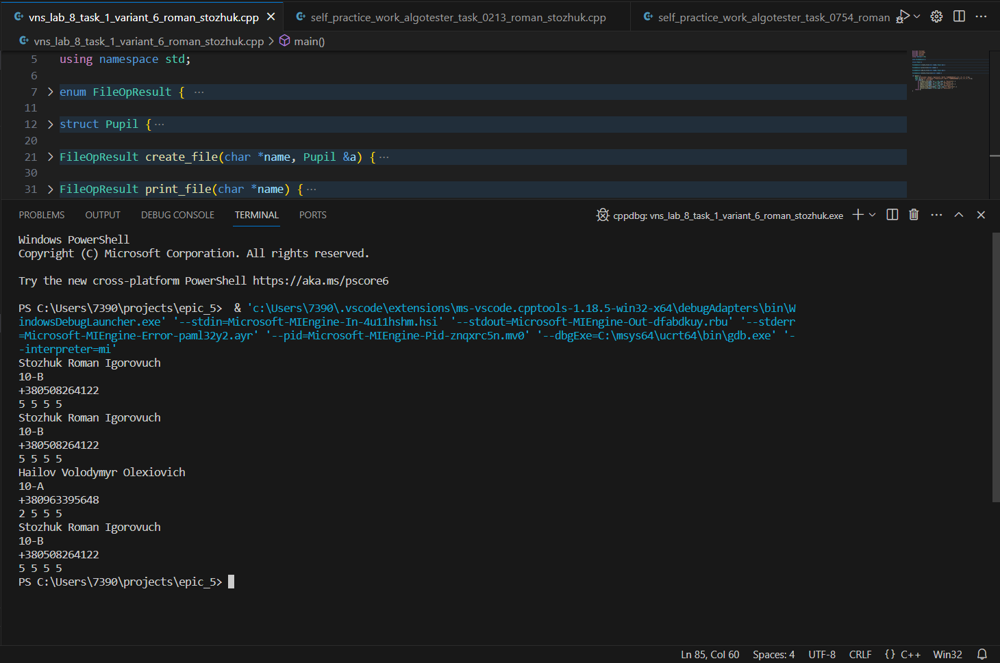 vns_lab_8_task_1_variant_6_roman_stozhuk.cpp self_practice_work_algotester_task_0213_roman_stozhuk.cpp self_practice_work_algotester_task_0754_roman
vns_lab_8_task_1_variant_6_roman_stozhuk.cpp > main()
5 using namespace std;
6
7 enum FileOpResult { ...
11
12 struct Pupil { ...
20
21 FileOpResult create_file(char *name, Pupil &a) { ...
30
31 FileOpResult print_file(char *name) { ...
PROBLEMS OUTPUT DEBUG CONSOLE TERMINAL PORTS cppdbg: vns_lab_8_task_1_variant_6_roman_stozhuk.exe
Windows PowerShell
Copyright (C) Microsoft Corporation. All rights reserved.
Try the new cross-platform PowerShell https://aka.ms/pscore6
PS C:\Users\7390\projects\epic_5>  & 'c:\Users\7390\.vscode\extensions\ms-vscode.cpptools-1.18.5-win32-x64\debugAdapters\bin\W
indowsDebugLauncher.exe' '--stdin=Microsoft-MIEngine-In-4u11hshm.hsi' '--stdout=Microsoft-MIEngine-Out-dfabdkuy.rbu' '--stderr
=Microsoft-MIEngine-Error-paml32y2.ayr' '--pid=Microsoft-MIEngine-Pid-znqxrc5n.mv0' '--dbgExe=C:\msys64\ucrt64\bin\gdb.exe' '-
-interpreter=mi'
Stozhuk Roman Igorovuch
10-B
+380508264122
5 5 5 5
Stozhuk Roman Igorovuch
10-B
+380508264122
5 5 5 5
Hailov Volodymyr Olexiovich
10-A
+380963395648
2 5 5 5
Stozhuk Roman Igorovuch
10-B
+380508264122
5 5 5 5
PS C:\Users\7390\projects\epic_5>
Ln 85, Col 60 Spaces: 4 UTF-8 CRLF {} C++ Win32